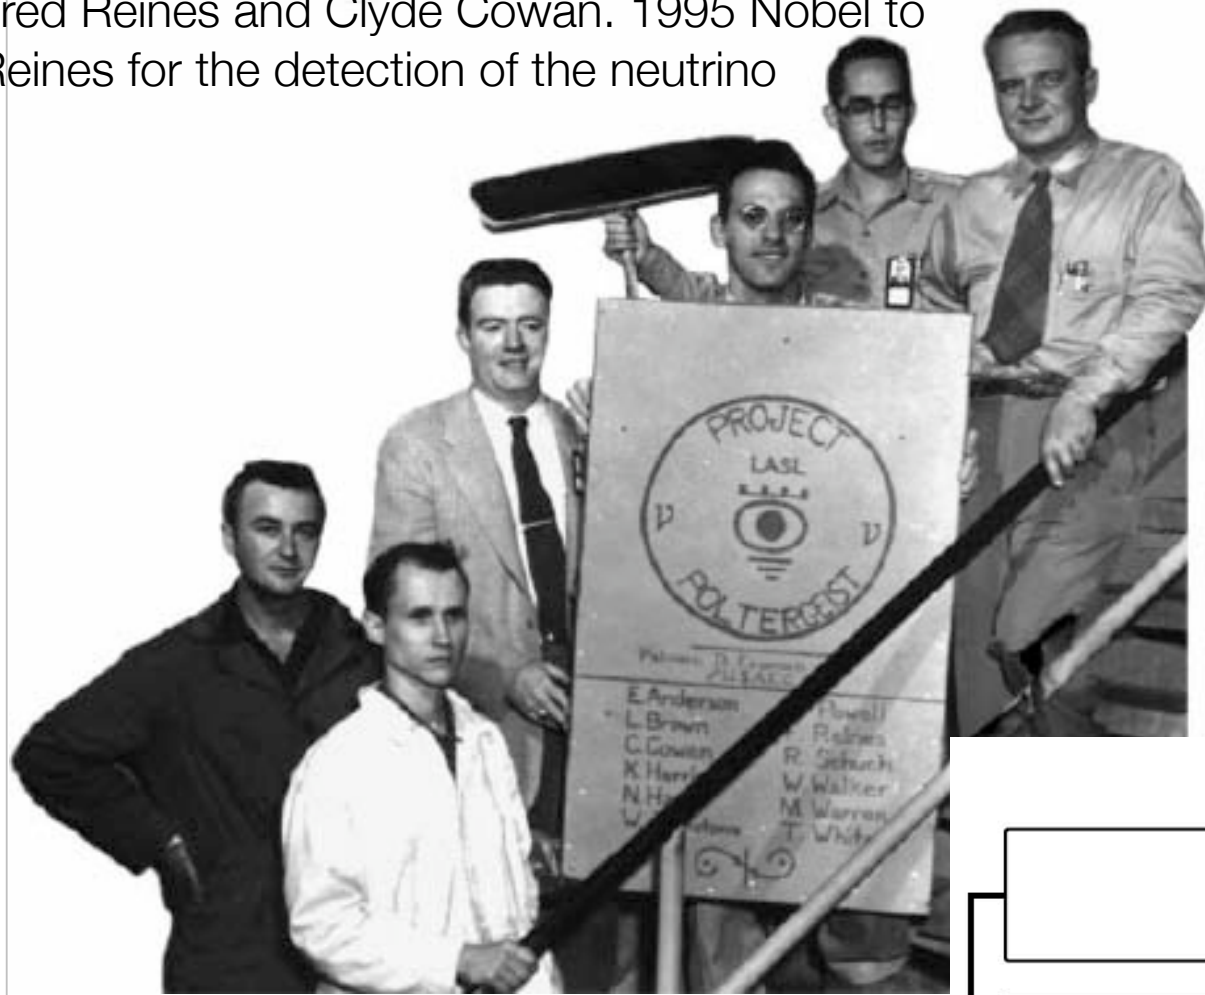 red Reines and Clyde Cowan. 1995 Nobel to
Reines for the detection of the neutrino
PROJECT
LASL
ν ν
POLTERGEIST
E. Anderson Powell
L. Brown F. Reines
C. Cowan R. Schuch
K. W. Walker
N. M. Warren
W. T. White